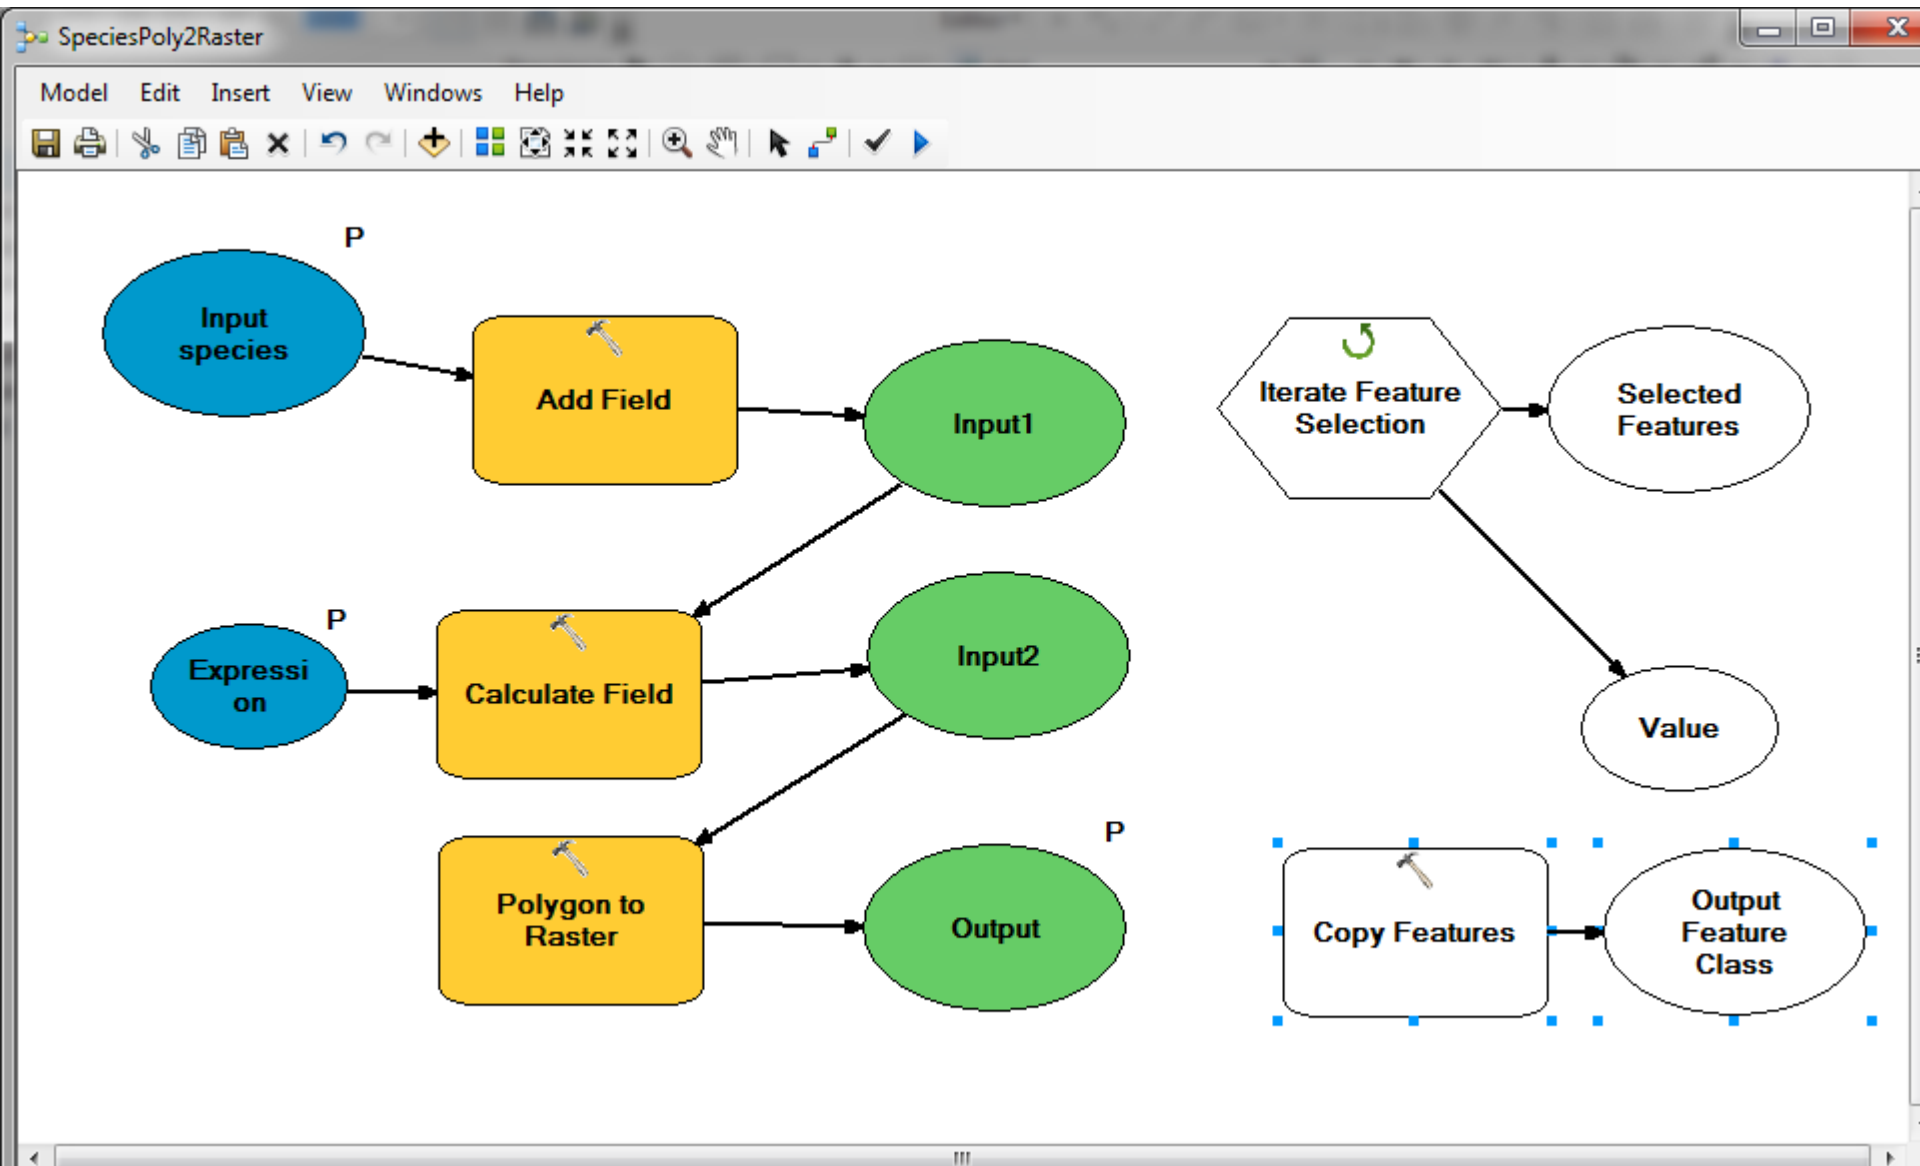 SpeciesPoly2Raster
Model Edit Insert View Windows Help
P
Input
species
Add Field
Input1
Iterate Feature
Selection
Selected
Features
P
Expressi
on
Calculate Field
Input2
Value
Polygon to
Raster
P
Output
Copy Features
Output
Feature
Class